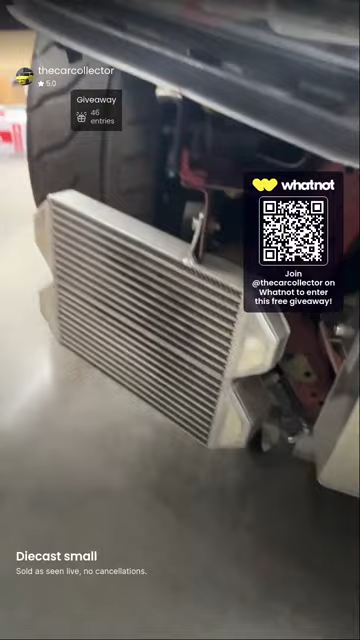 thecarcollector
★ 5.0
Giveaway
46
entries
whatnot
Join
@thecarcollector on
Whatnot to enter
this free giveaway!
Diecast small
Sold as seen live, no cancellations.